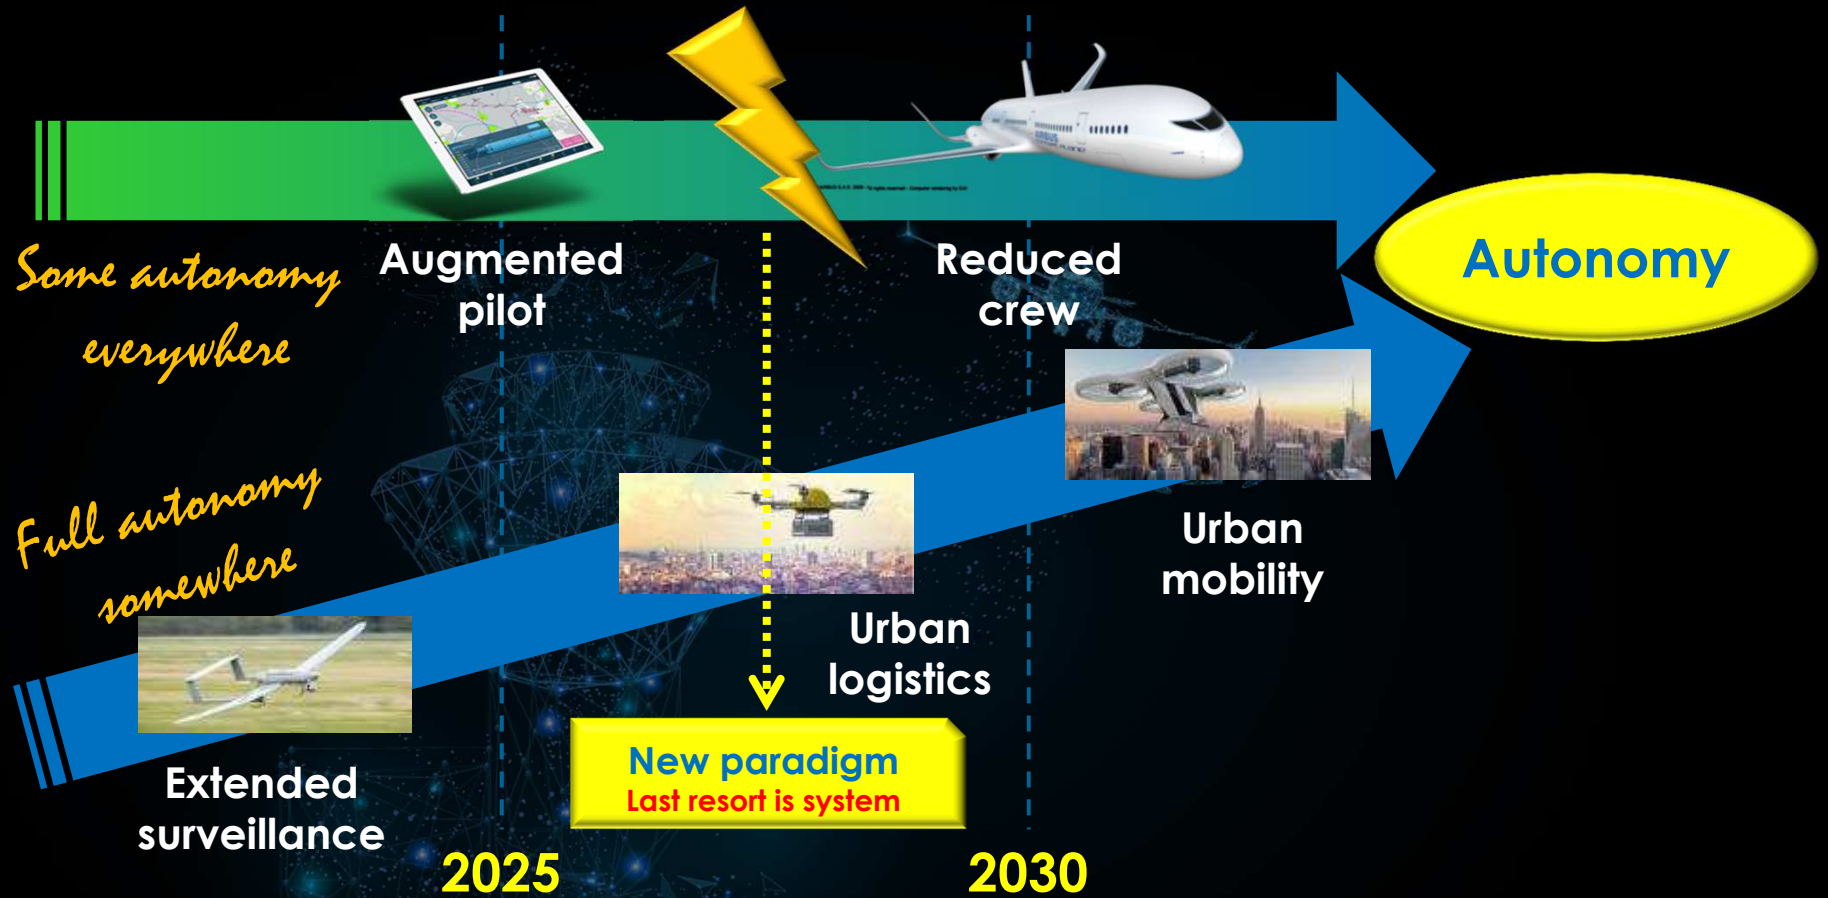 Some autonomy
everywhere
Augmented
pilot
Reduced
crew
Autonomy
AIRBUS
Full autonomy
somewhere
Urban
mobility
Urban
logistics
New paradigm
Last resort is system
Extended
surveillance
2025
2030